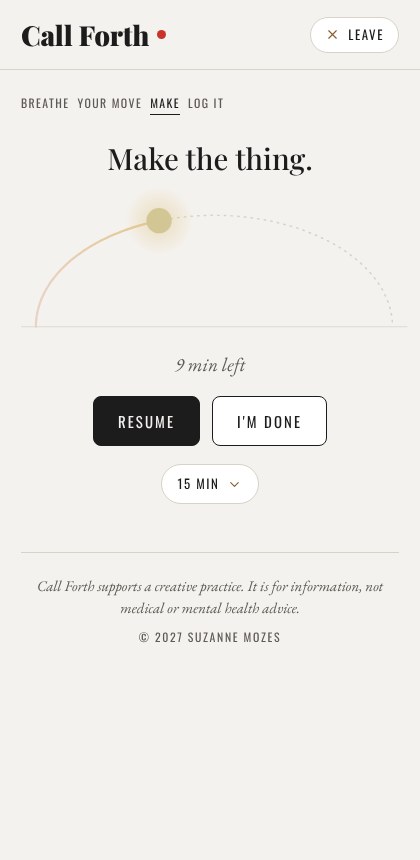 Call Forth
LEAVE
BREATHE YOUR MOVE MAKE LOG IT
Make the thing.
9 min left
RESUME
I'M DONE
15 MIN
Call Forth supports a creative practice. It is for information, not
medical or mental health advice.
© 2027 SUZANNE MOZES